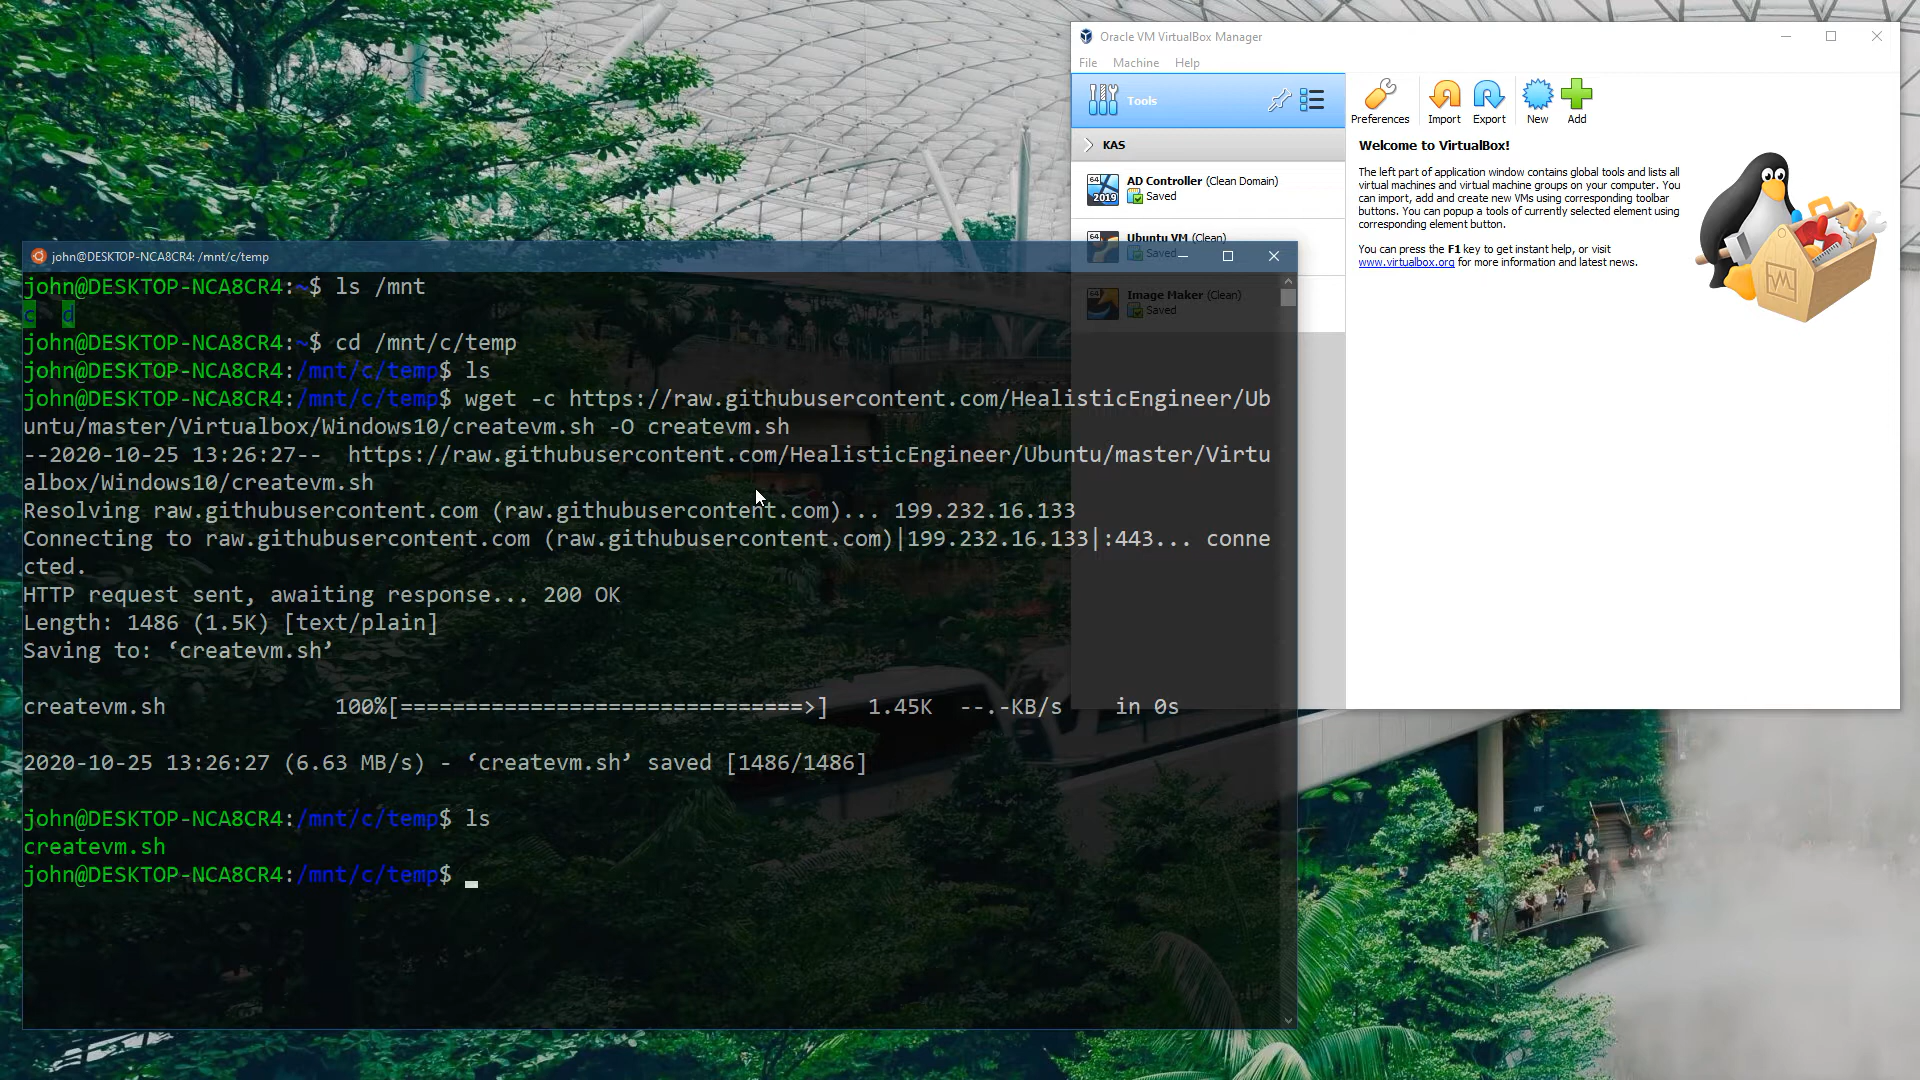 Oracle VM VirtualBox Manager
File Machine Help
Tools
KAS
64
2019
AD Controller (Clean Domain)
Saved
64
Ubuntu VM (Clean)
Saved
64
Image Maker (Clean)
Saved
Preferences
Import
Export
New
Add
Welcome to VirtualBox!
The left part of application window contains global tools and lists all
virtual machines and virtual machine groups on your computer. You
can import, add and create new VMs using corresponding toolbar
buttons. You can popup a tools of currently selected element using
corresponding element button.
You can press the F1 key to get instant help, or visit
www.virtualbox.org for more information and latest news.
john@DESKTOP-NCA8CR4: /mnt/c/temp
john@DESKTOP-NCA8CR4:~$ ls /mnt
c d
john@DESKTOP-NCA8CR4:~$ cd /mnt/c/temp
john@DESKTOP-NCA8CR4:/mnt/c/temp$ ls
john@DESKTOP-NCA8CR4:/mnt/c/temp$ wget -c https://raw.githubusercontent.com/HealisticEngineer/Ub
untu/master/Virtualbox/Windows10/createvm.sh -O createvm.sh
--2020-10-25 13:26:27-- https://raw.githubusercontent.com/HealisticEngineer/Ubuntu/master/Virtu
albox/Windows10/createvm.sh
Resolving raw.githubusercontent.com (raw.githubusercontent.com)... 199.232.16.133
Connecting to raw.githubusercontent.com (raw.githubusercontent.com)|199.232.16.133|:443... conne
cted.
HTTP request sent, awaiting response... 200 OK
Length: 1486 (1.5K) [text/plain]
Saving to: ‘createvm.sh’
createvm.sh 100%[===============================>] 1.45K --.-KB/s in 0s
2020-10-25 13:26:27 (6.63 MB/s) - ‘createvm.sh’ saved [1486/1486]
john@DESKTOP-NCA8CR4:/mnt/c/temp$ ls
createvm.sh
john@DESKTOP-NCA8CR4:/mnt/c/temp$